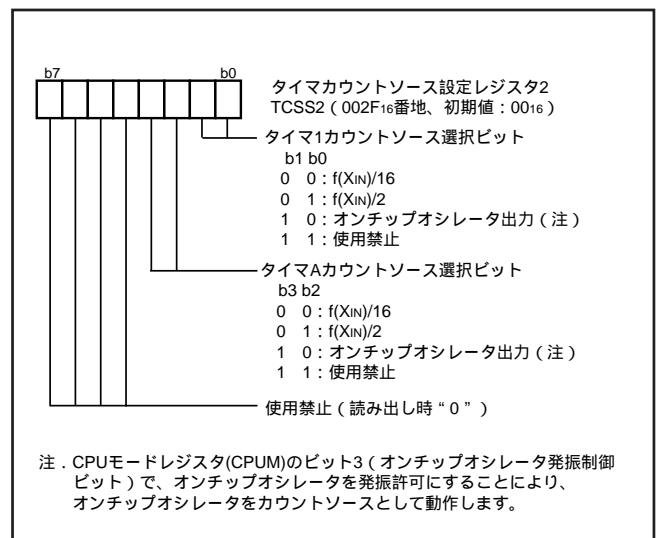 b7 b0
タイマカウントソース設定レジスタ2
TCSS2（002F16番地、初期値：0016）
タイマ1カウントソース選択ビット
b1 b0
0 0：f(XIN)/16
0 1：f(XIN)/2
1 0：オンチップオシレータ出力（注）
1 1：使用禁止
タイマAカウントソース選択ビット
b3 b2
0 0：f(XIN)/16
0 1：f(XIN)/2
1 0：オンチップオシレータ出力（注）
1 1：使用禁止
使用禁止（読み出し時“0”）
注．CPUモードレジスタ(CPUM)のビット3（オンチップオシレータ発振制御
ビット）で、オンチップオシレータを発振許可にすることにより、
オンチップオシレータをカウントソースとして動作します。